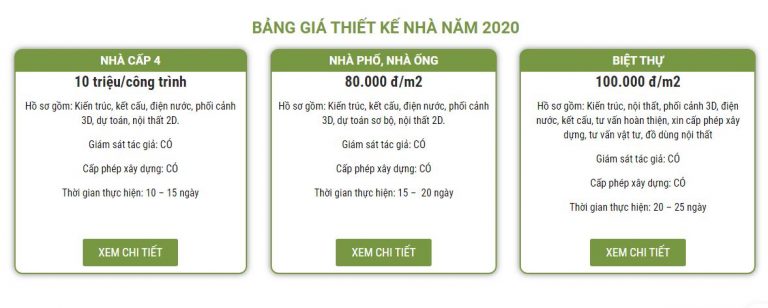 BẢNG GIÁ THIẾT KẾ NHÀ NĂM 2020
NHÀ CẤP 4
10 triệu/công trình
Hồ sơ gồm: Kiến trúc, kết cấu, điện nước, phối cảnh
3D, dự toán, nội thất 2D.
Giám sát tác giả: CÓ
Cấp phép xây dựng: CÓ
Thời gian thực hiện: 10 – 15 ngày
XEM CHI TIẾT
NHÀ PHỐ, NHÀ ỐNG
80.000 đ/m2
Hồ sơ gồm: Kiến trúc, kết cấu, điện nước, phối cảnh
3D, dự toán sơ bộ, nội thất 2D.
Giám sát tác giả: CÓ
Cấp phép xây dựng: CÓ
Thời gian thực hiện: 15 – 20 ngày
XEM CHI TIẾT
BIỆT THỰ
100.000 đ/m2
Hồ sơ gồm: Kiến trúc, nội thất, phối cảnh 3D, điện
nước, kết cấu, tư vấn hoàn thiện, xin cấp phép xây
dựng, tư vấn vật tư, đồ dùng nội thất
Giám sát tác giả: CÓ
Cấp phép xây dựng: CÓ
Thời gian thực hiện: 20 – 25 ngày
XEM CHI TIẾT